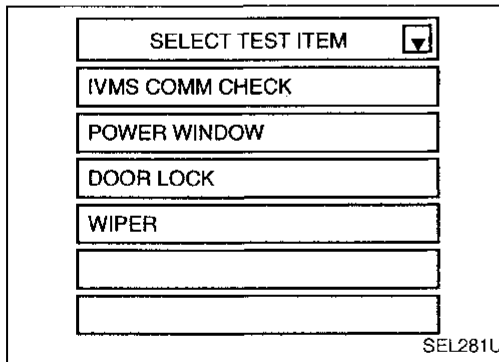 SELECT TEST ITEM
IVMS COMM CHECK
POWER WINDOW
DOOR LOCK
WIPER
SEL281U